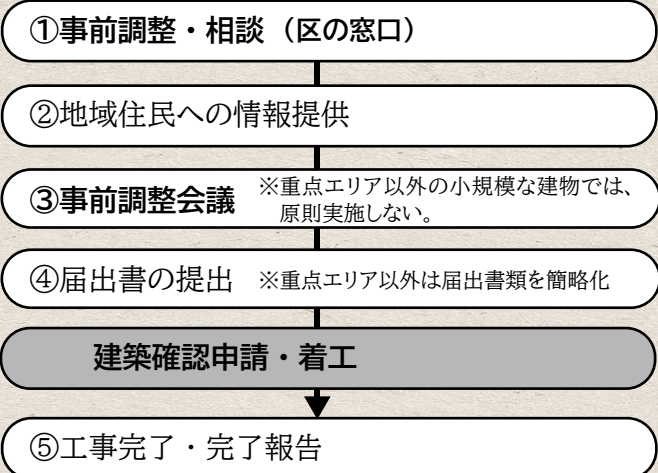 ①事前調整・相談（区の窓口）
②地域住民への情報提供
③事前調整会議 ※重点エリア以外の小規模な建物では、
原則実施しない。
④届出書の提出 ※重点エリア以外は届出書類を簡略化
建築確認申請・着工
⑤工事完了・完了報告